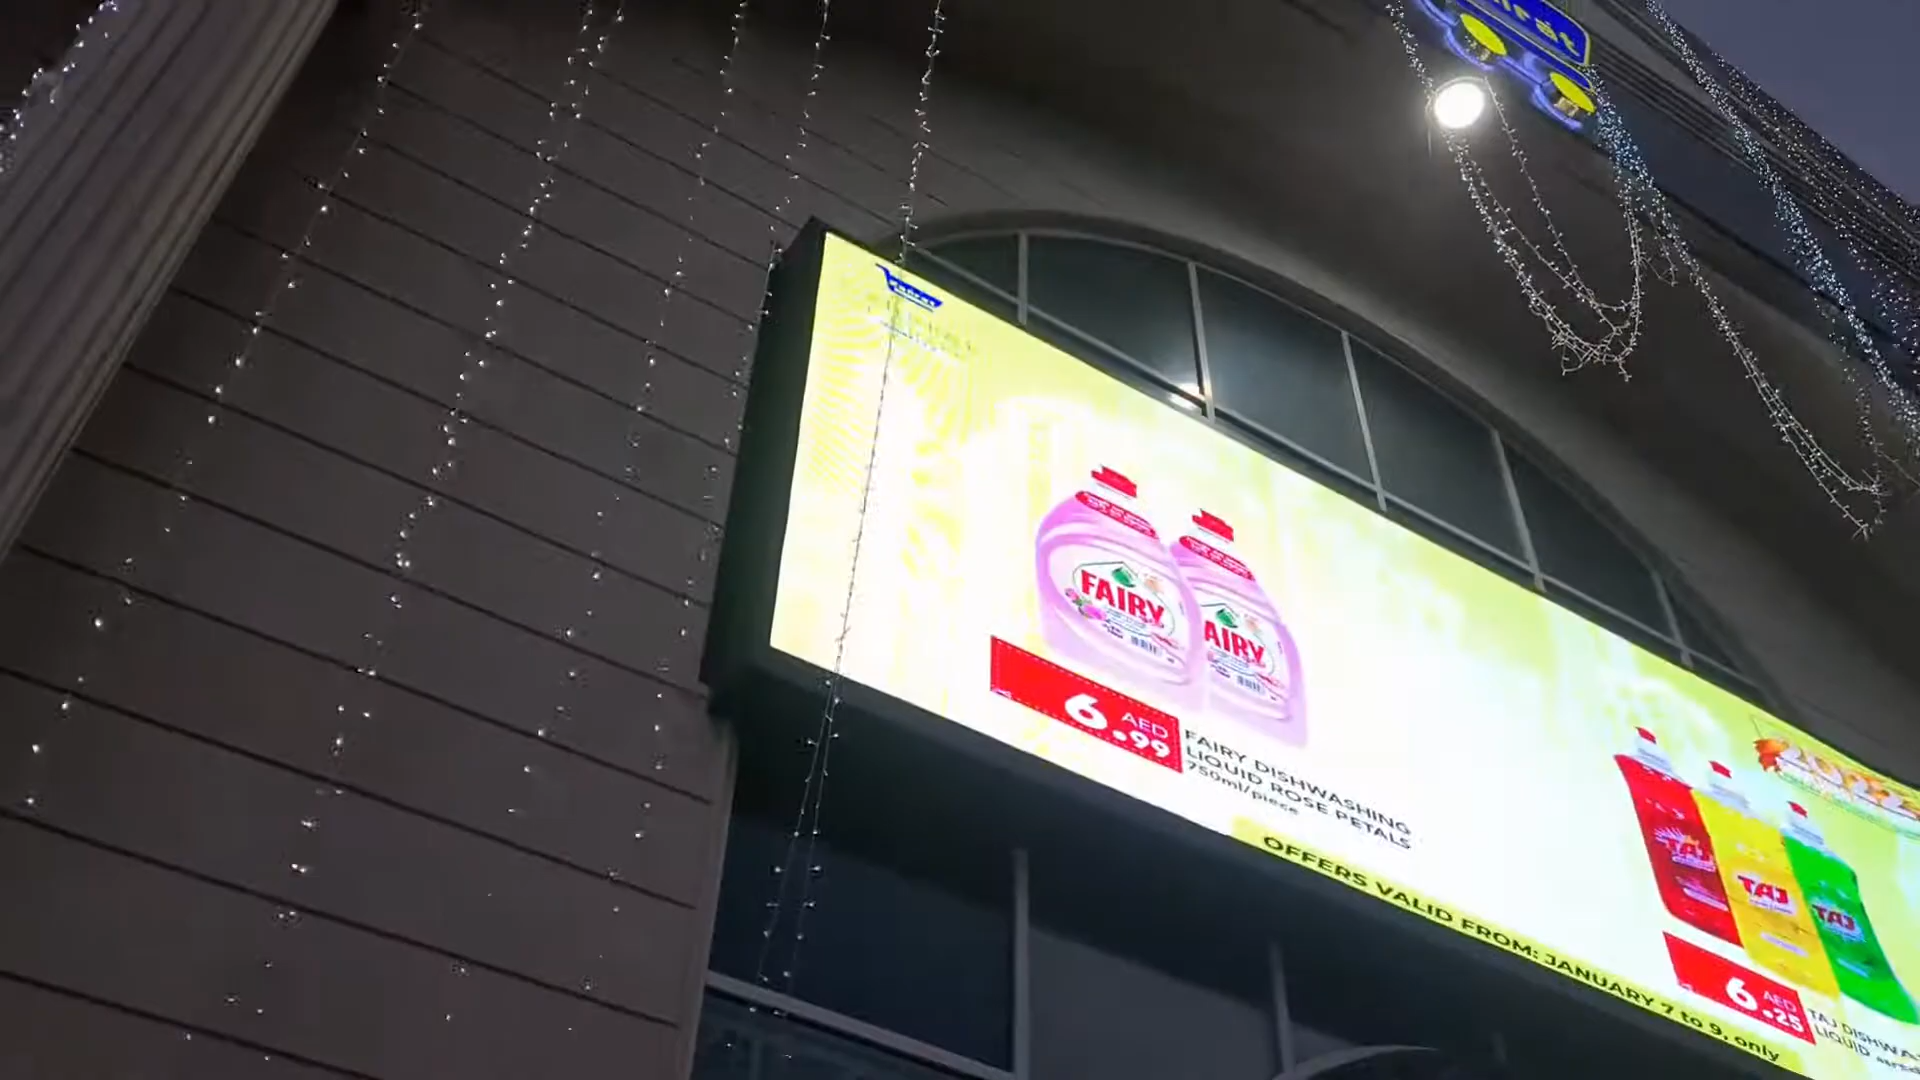 FAIRY
FAIRY
6.99 AED
FAIRY DISHWASHING
LIQUID ROSE PETALS
750ml/piece
OFFERS VALID FROM: JANUARY 7 to 9, only
TAJ
TAJ
TAJ
6.25 AED
TAJ DISHWA
LIQUID